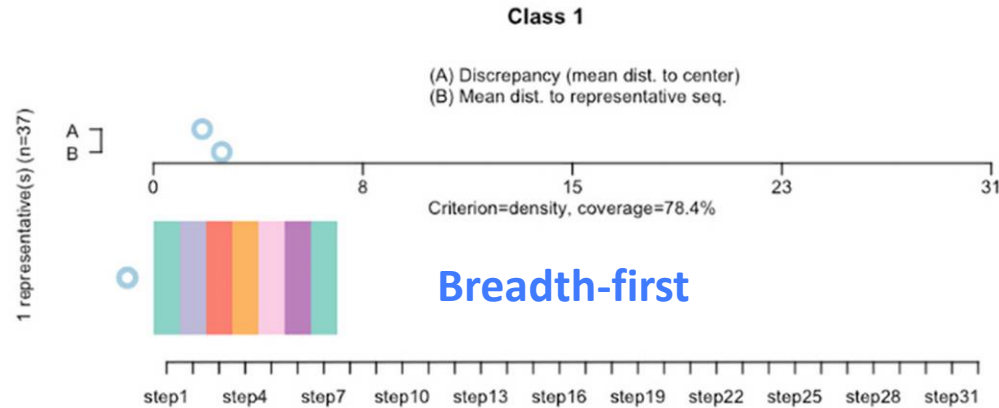 Class 1
(A) Discrepancy (mean dist. to center)
(B) Mean dist. to representative seq.
1 representative(s) (n=37)
A
B
0 8 15 23 31
Criterion=density, coverage=78.4%
Breadth-first
step1 step4 step7 step10 step13 step16 step19 step22 step25 step28 step31